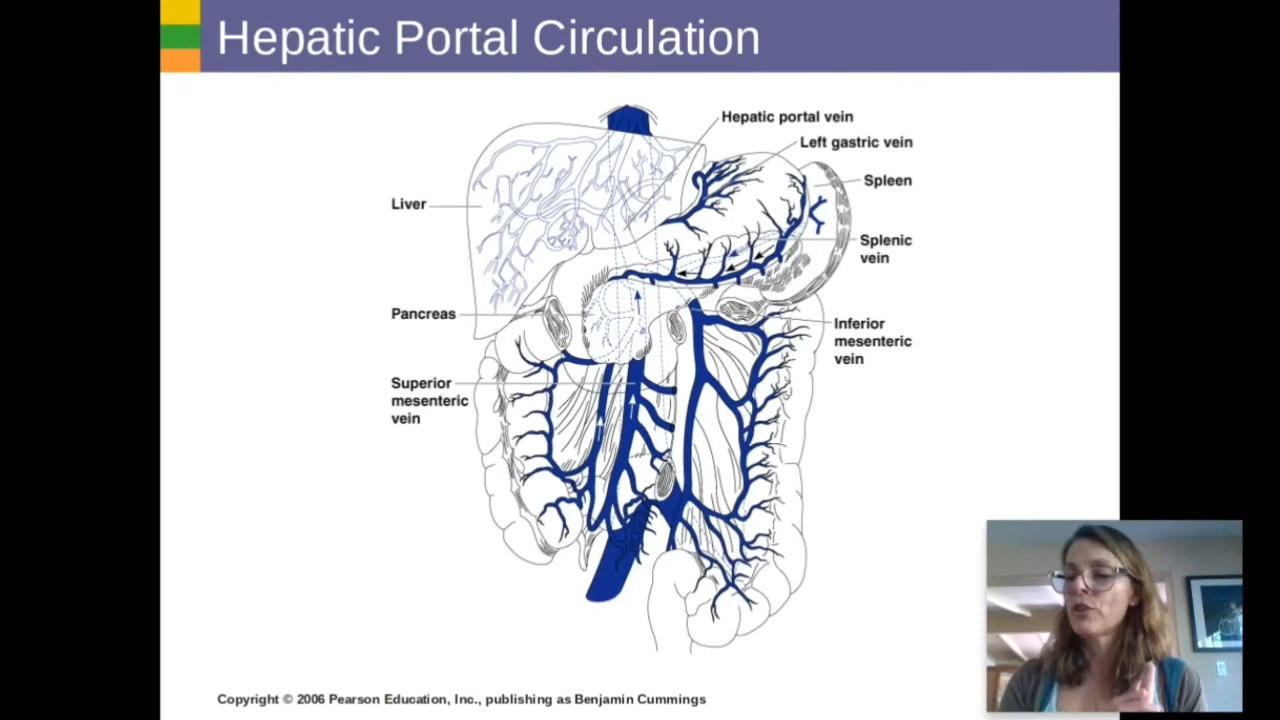 Hepatic Portal Circulation
Hepatic portal vein
Left gastric vein
Spleen
Liver
Splenic
vein
Pancreas
Inferior
mesenteric
vein
Superior
mesenteric
vein
Copyright © 2006 Pearson Education, Inc., publishing as Benjamin Cummings